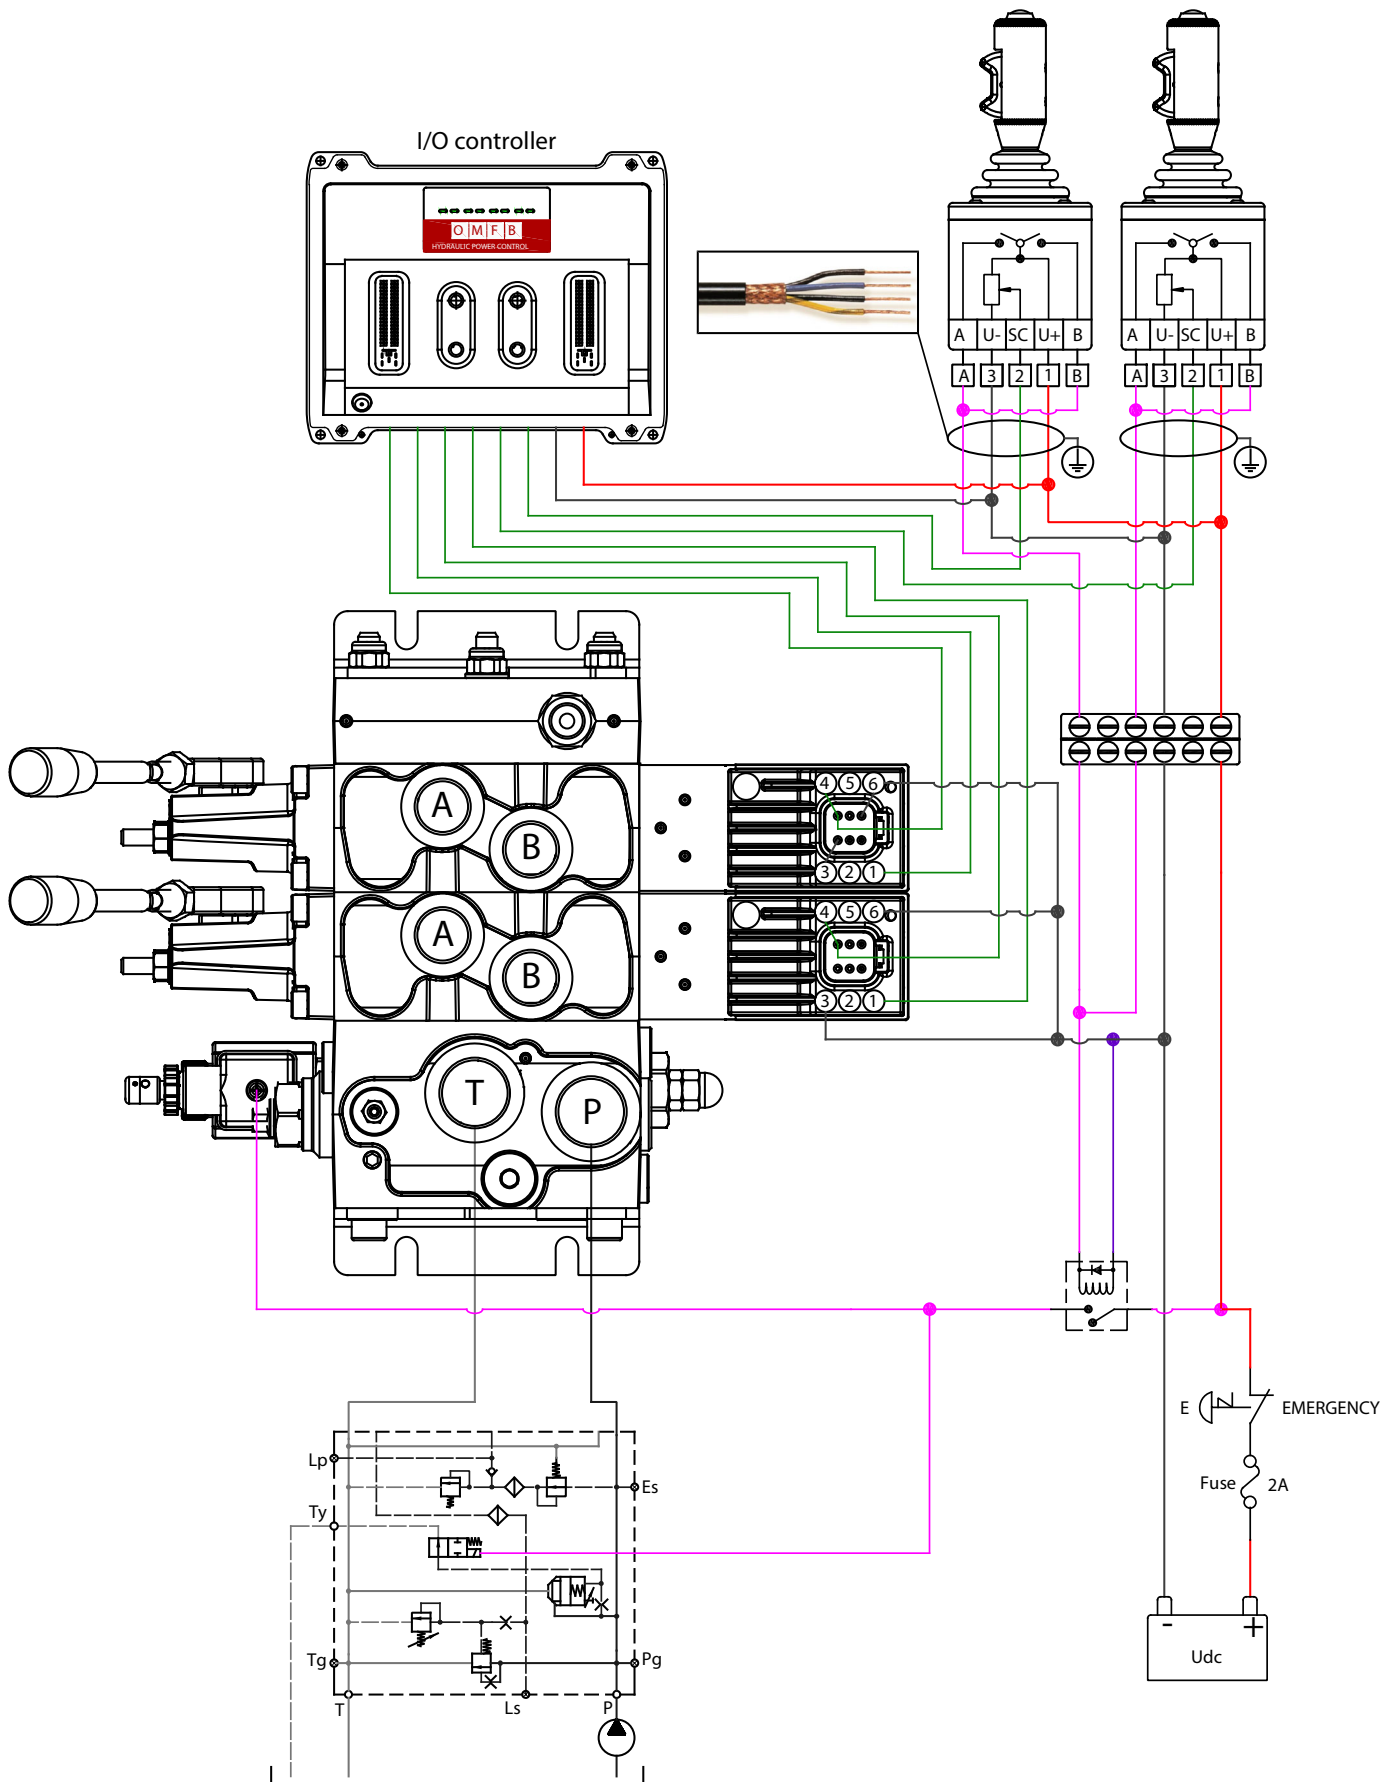 I/O controller
O M F B
HYDRAULIC POWER CONTROL
A U- SC U+ B
A U- SC U+ B
A 3 2 1 B
A 3 2 1 B
A
B
4 5 6
3 2 1
A
B
4 5 6
3 2 1
T
P
E
EMERGENCY
Fuse 2A
Lp
Es
Ty
- +
Udc
Tg
Pg
T
Ls
P